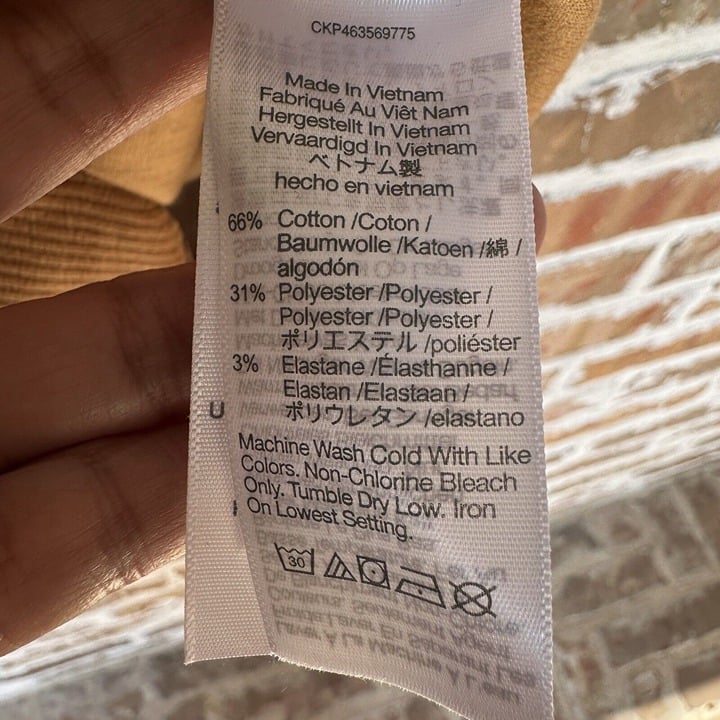 CKP463569775
Made In Vietnam
Fabriqué Au Viêt Nam
Hergestellt In Vietnam
Vervaardigd In Vietnam
ベトナム製
hecho en vietnam
66% Cotton /Coton /
Baumwolle /Katoen /綿 /
algodón
31% Polyester /Polyester /
Polyester /Polyester /
ポリエステル /poliéster
3% Elastane /Élasthanne /
Elastan /Elastaan /
ポリウレタン /elastano
U
Machine Wash Cold With Like
Colors. Non-Chlorine Bleach
Only. Tumble Dry Low. Iron
On Lowest Setting.
30